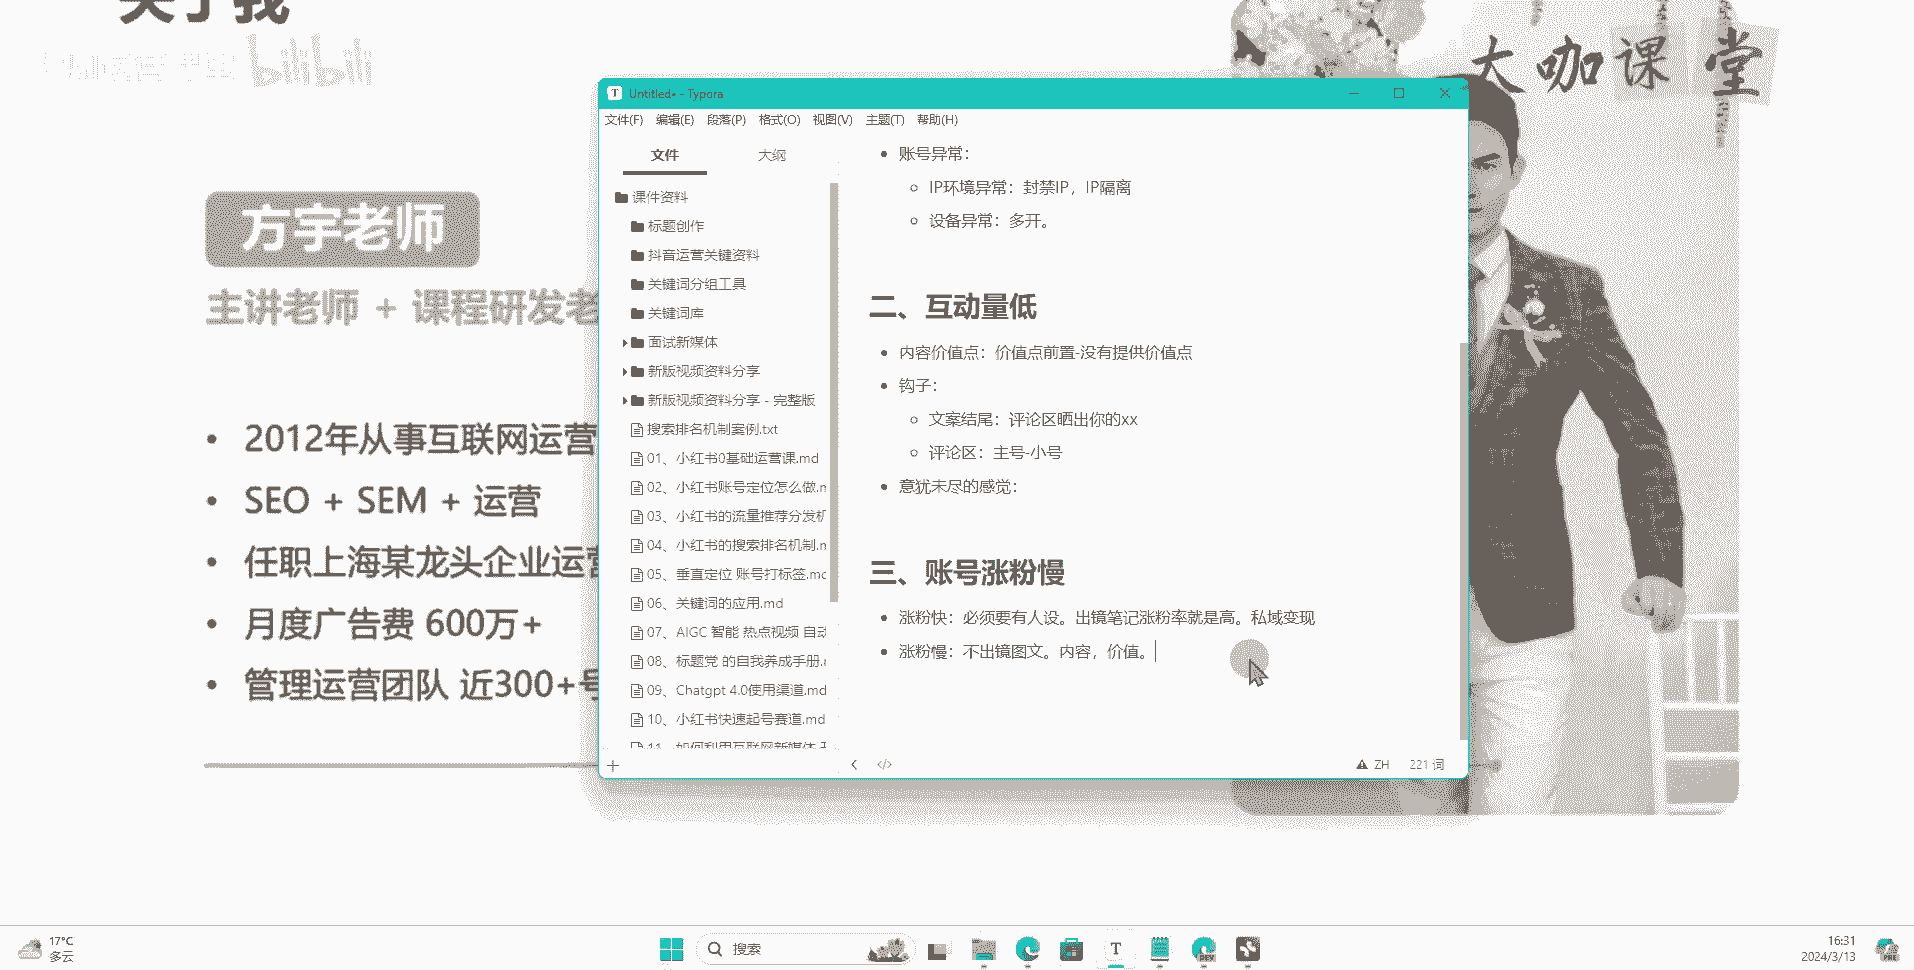 关于我
bilibili
大咖课堂
方宇老师
主讲老师 + 课程研发老
2012年从事互联网运营
SEO + SEM + 运营
任职上海某龙头企业运营
月度广告费 600万+
管理运营团队 近300+号
Untitled• - Typora
文件(F) 编辑(E) 段落(P) 格式(O) 视图(V) 主题(T) 帮助(H)
文件 大纲
课件资料
标题创作
抖音运营关键资料
关键词分组工具
关键词库
面试新媒体
新版视频资料分享
新版视频资料分享 - 完整版
搜索排名机制案例.txt
01、小红书0基础运营课.md
02、小红书账号定位怎么做.m
03、小红书的流量推荐分发机
04、小红书的搜索排名机制.m
05、垂直定位 账号打标签.md
06、关键词的应用.md
07、AIGC 智能 热点视频 自动
08、标题党 的自我养成手册.m
09、Chatgpt 4.0使用渠道.md
10、小红书快速起号赛道.md
11、如何利用互联网新媒体
账号异常：
IP环境异常：封禁IP，IP隔离
设备异常：多开。
二、互动量低
内容价值点：价值点前置-没有提供价值点
钩子：
文案结尾：评论区晒出你的xx
评论区：主号-小号
意犹未尽的感觉：
三、账号涨粉慢
涨粉快：必须要有人设。出镜笔记涨粉率就是高。私域变现
涨粉慢：不出镜图文。内容，价值。
ZH 221 词
17°C
多云
搜索
16:31
2024/3/13